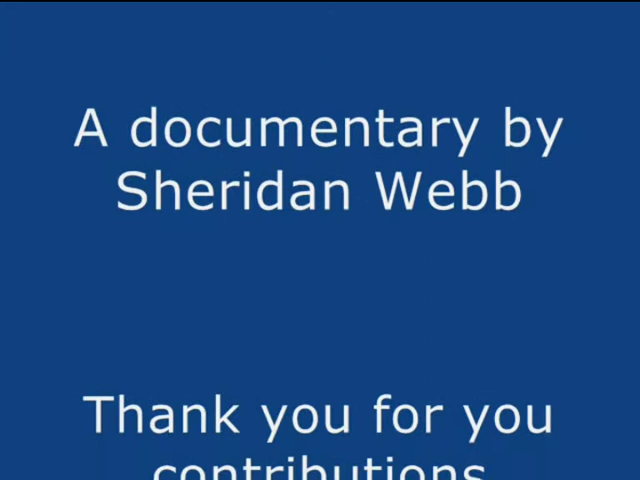 A documentary by
Sheridan Webb
Thank you for you
contributions